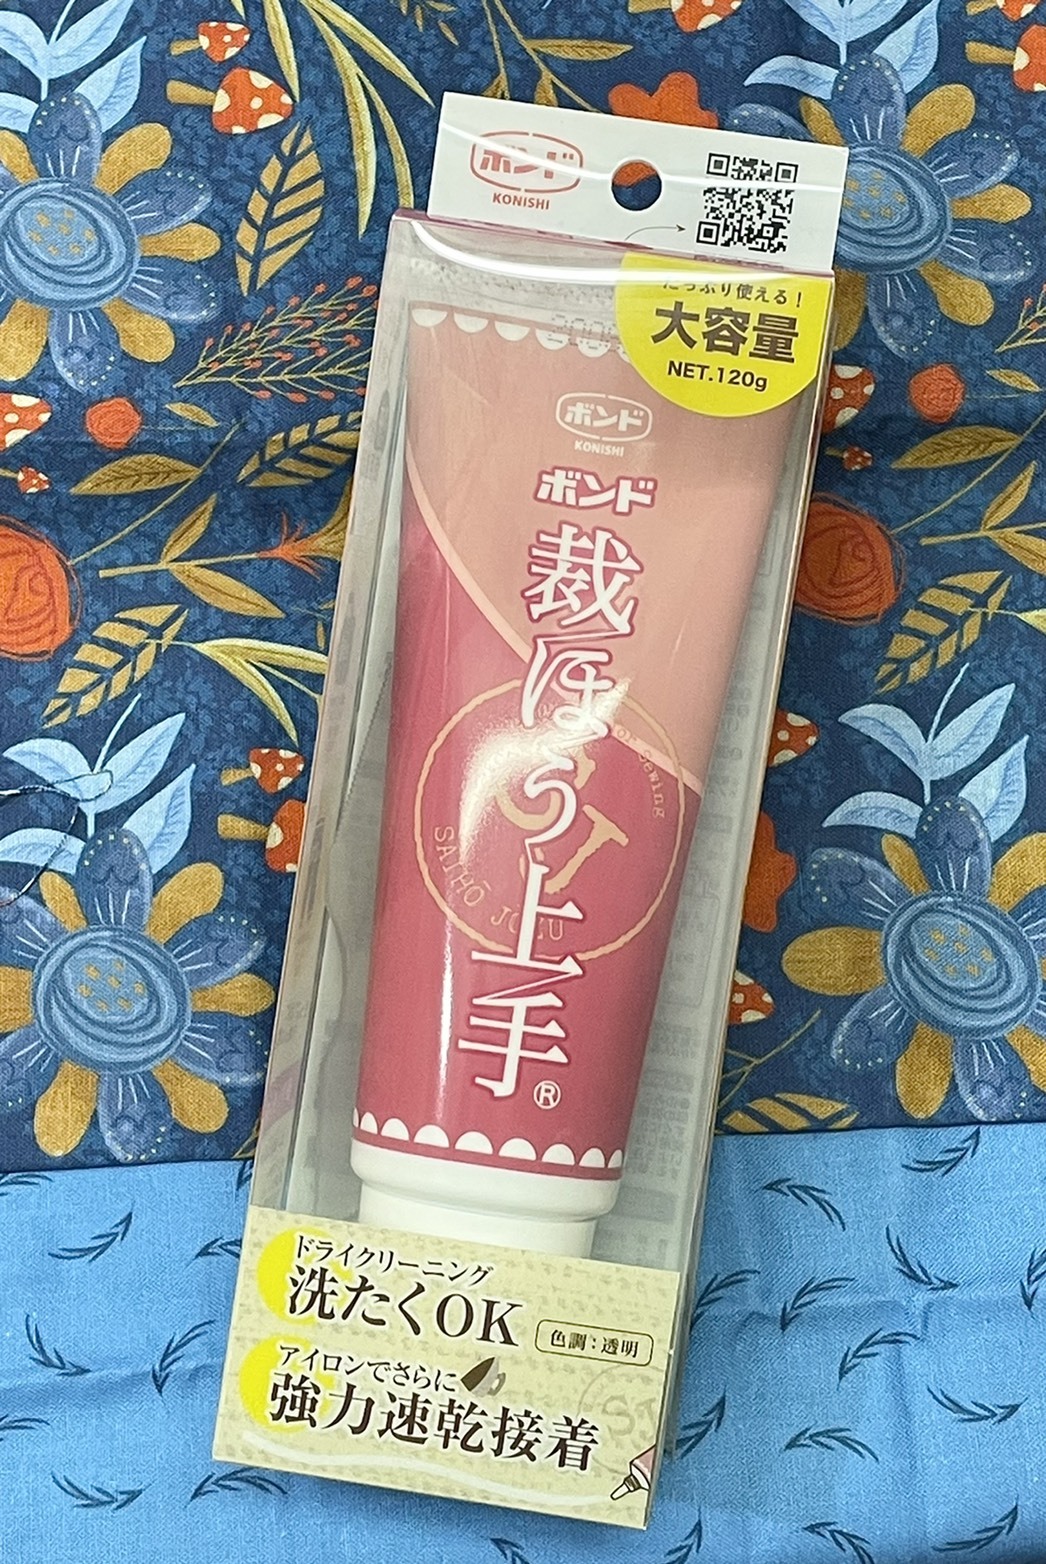 ボンド
KONISHI
たっぷり使える!
大容量
NET.120g
ボンド
KONISHI
ボンド
裁ほう上手®
Sewing
SAIHŌ JOZU
ドライクリーニング
洗たくOK
色調:透明
アイロンでさらに
強力速乾接着